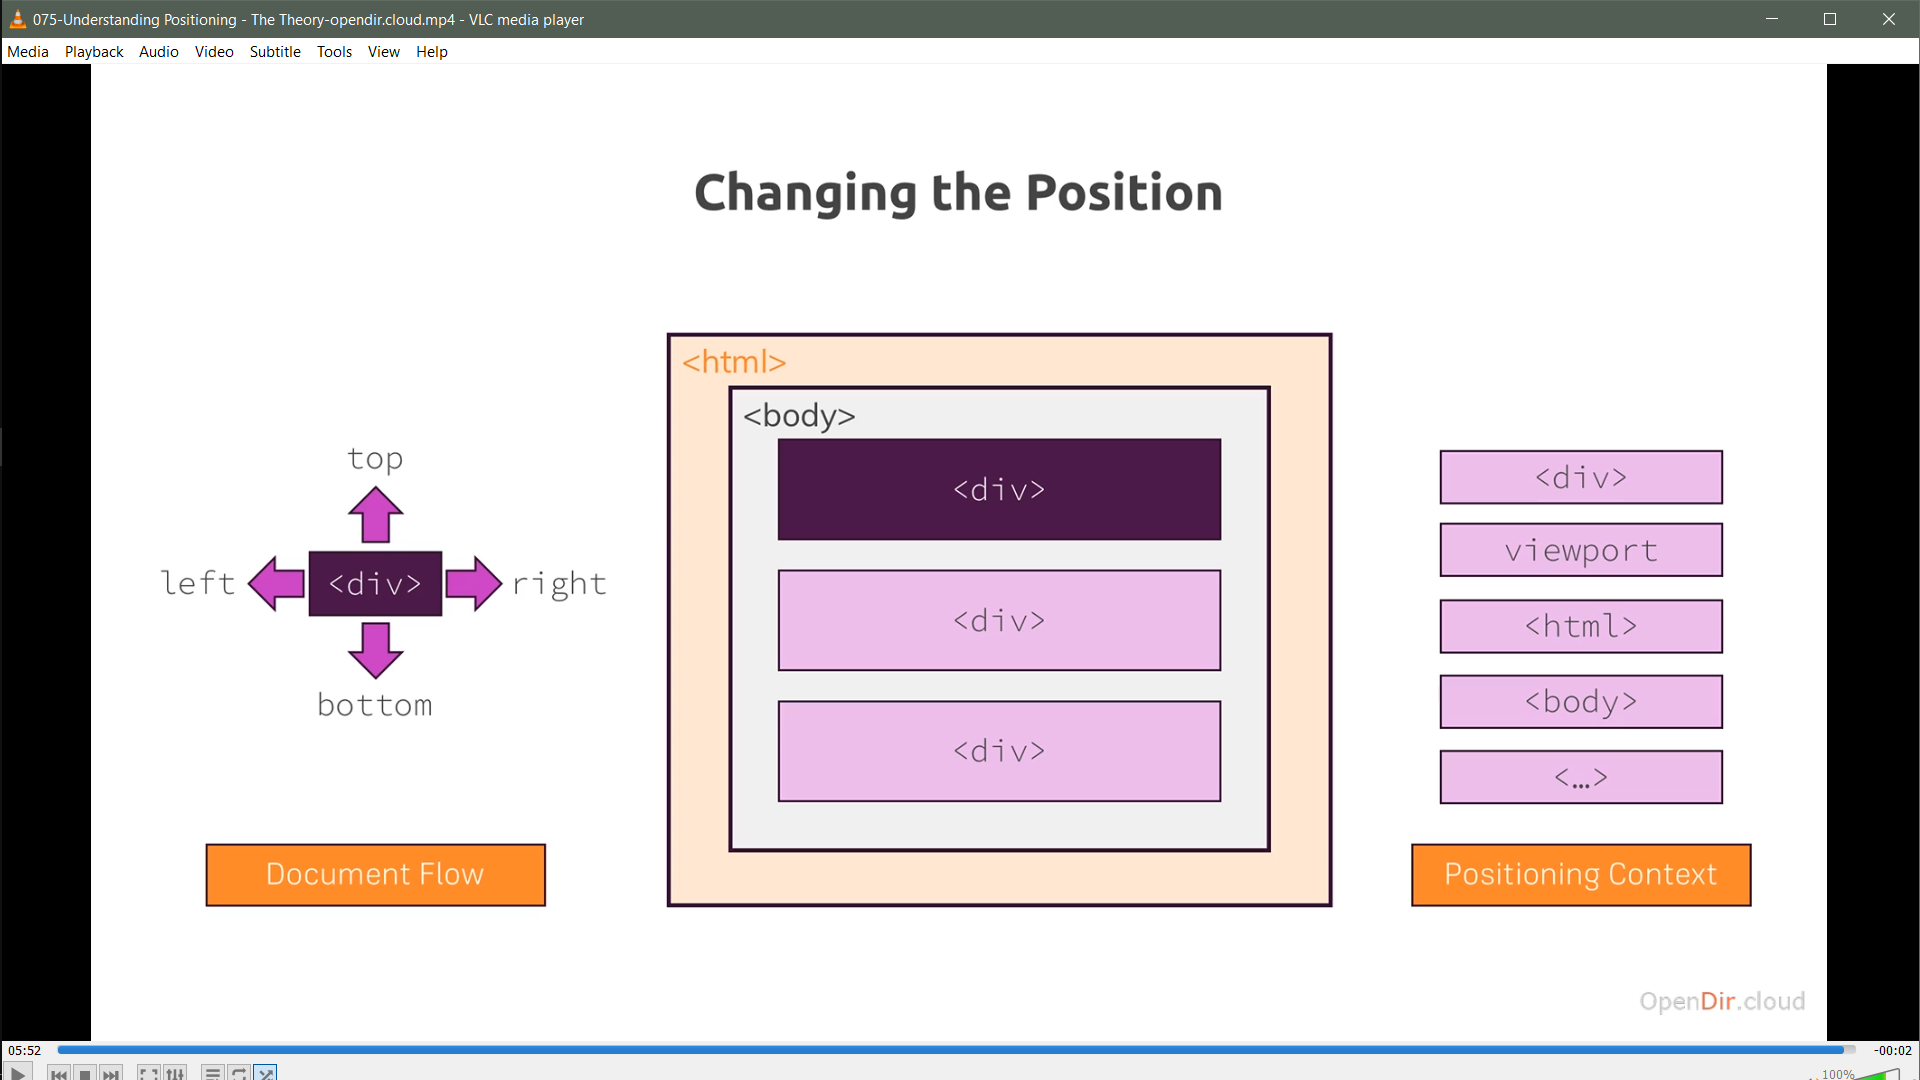 075-Understanding Positioning - The Theory-opendir.cloud.mp4 - VLC media player
Media Playback Audio Video Subtitle Tools View Help
Changing the Position
top
left
<div>
right
bottom
Document Flow
<html>
<body>
<div>
<div>
<div>
<div>
viewport
<html>
<body>
<...>
Positioning Context
OpenDir.cloud
05:52
-00:02
100%